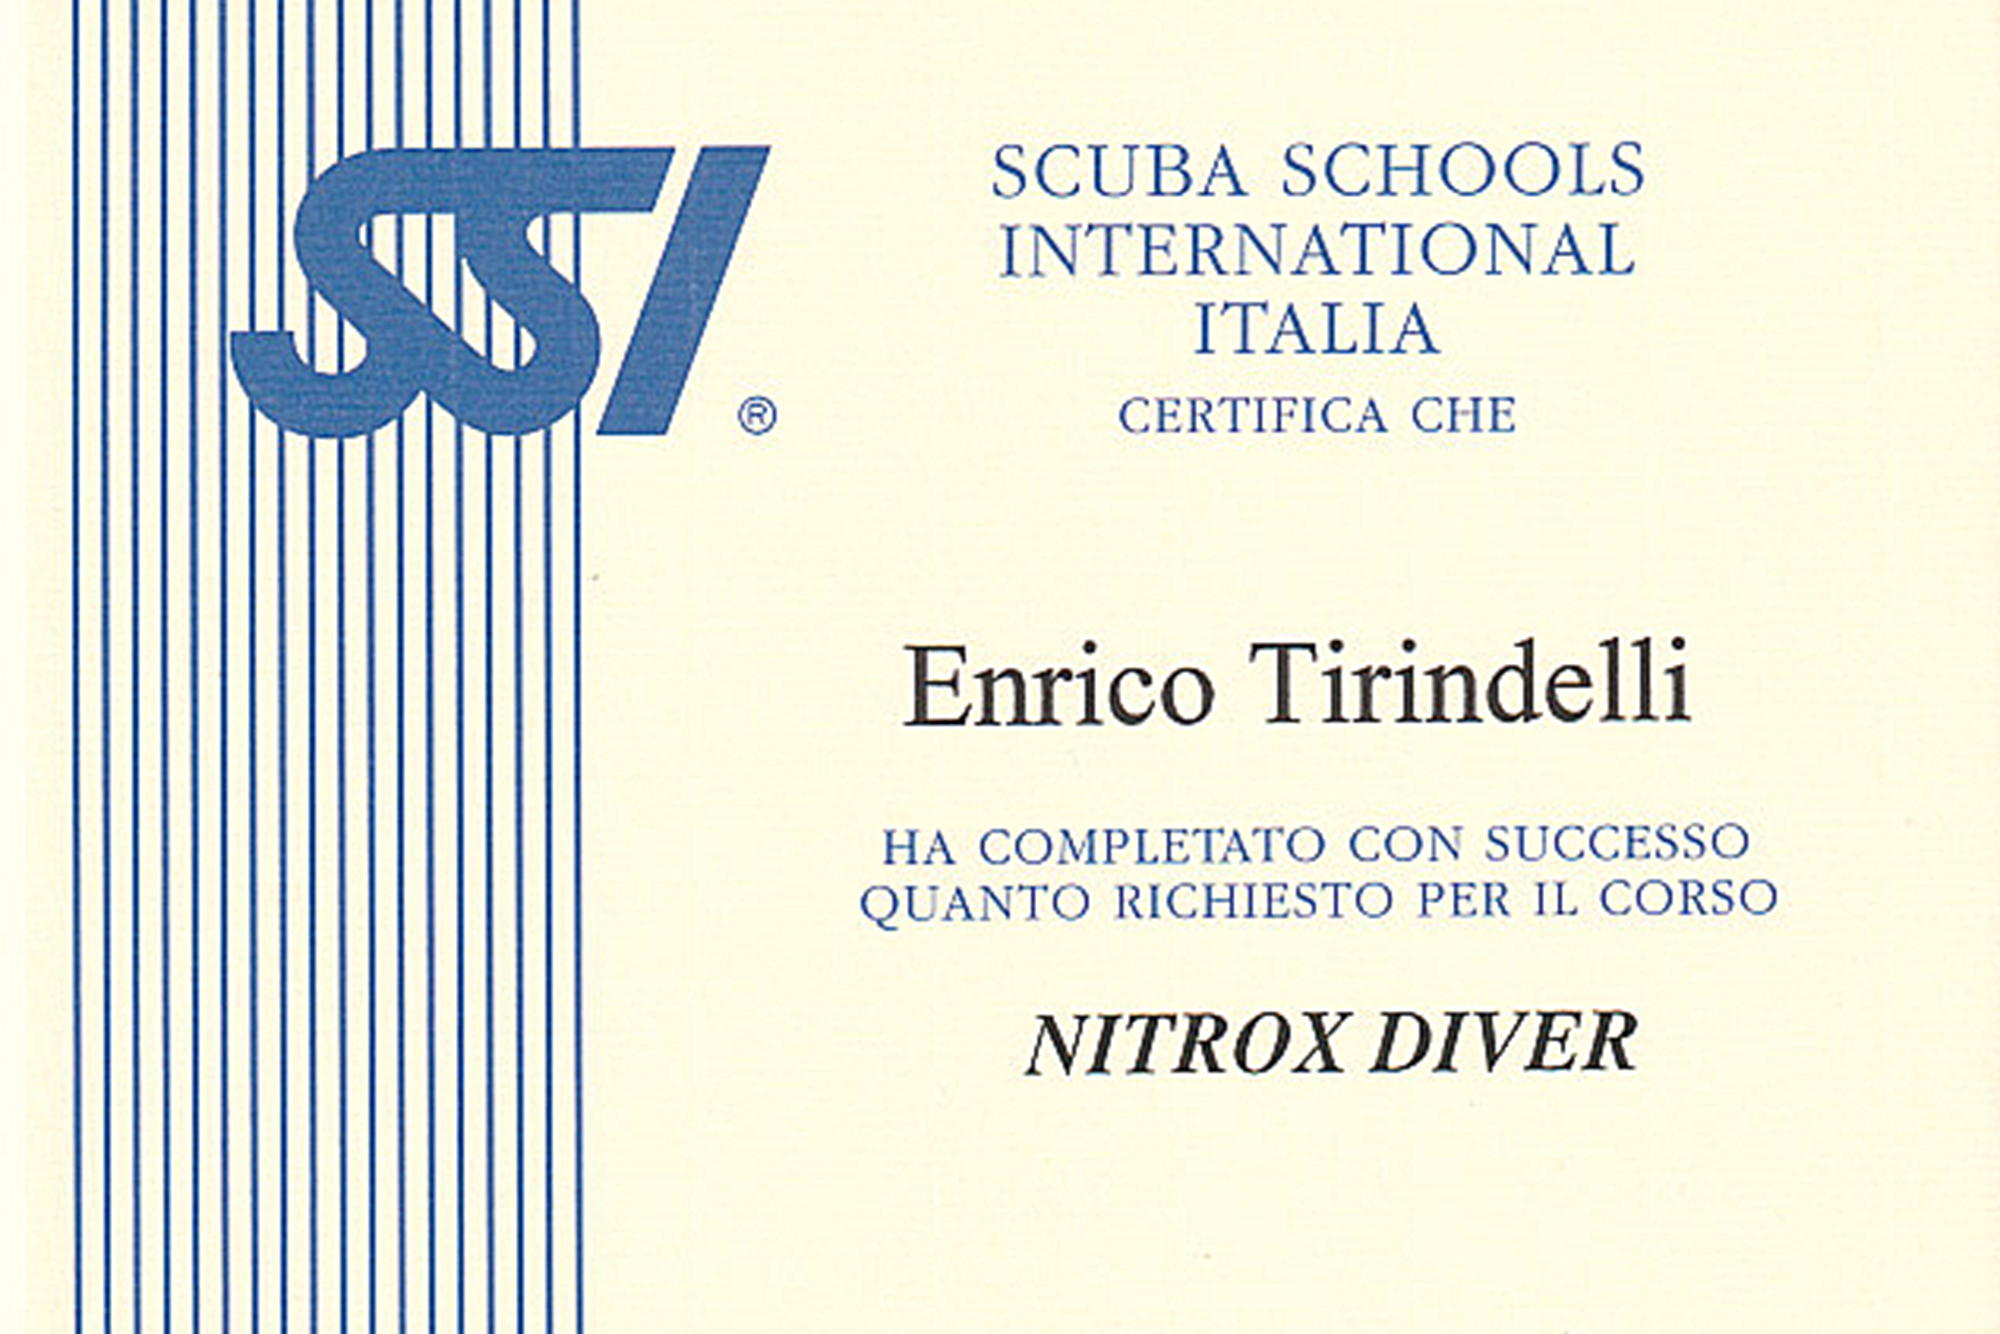 SSI®
SCUBA SCHOOLS
INTERNATIONAL
ITALIA
CERTIFICA CHE
Enrico Tirindelli
HA COMPLETATO CON SUCCESSO
QUANTO RICHIESTO PER IL CORSO
NITROX DIVER